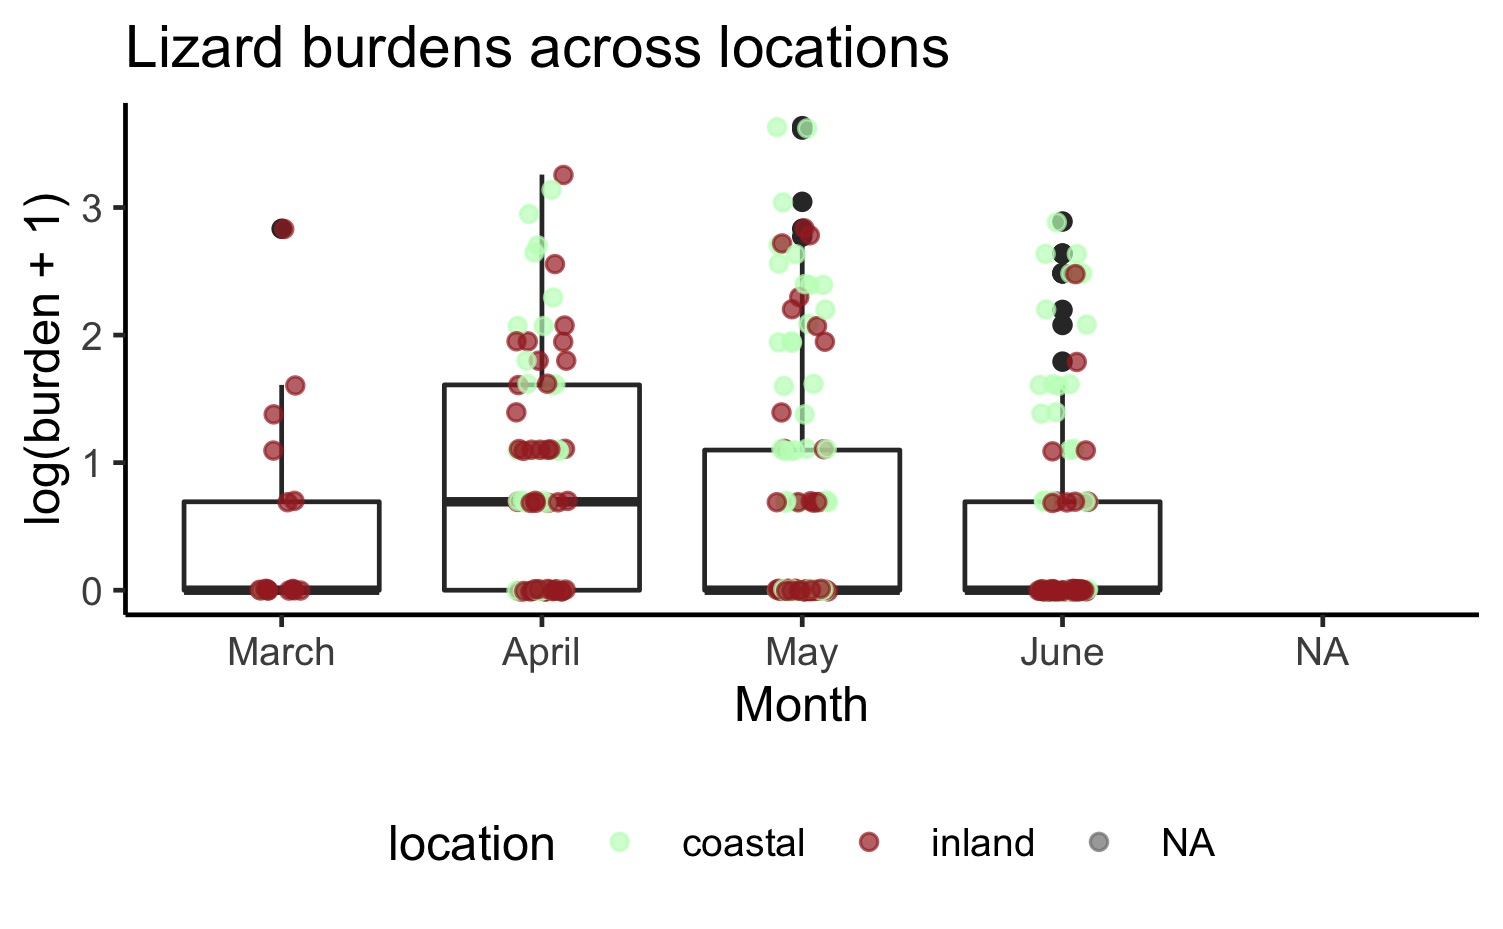 Lizard burdens across locations
log(burden + 1)
3
2
1
0
March April May June NA
Month
location coastal inland NA